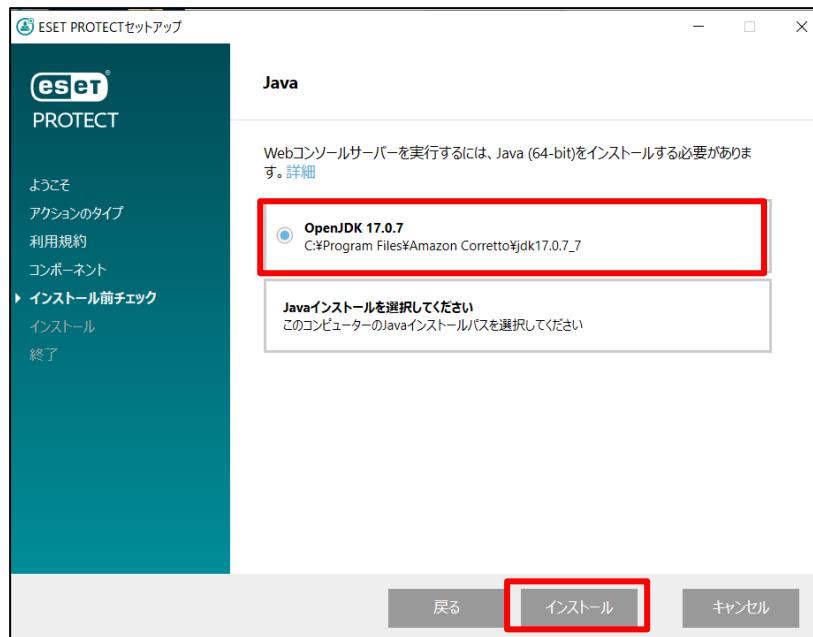 ESET PROTECTセットアップ
eset
PROTECT
ようこそ
アクションのタイプ
利用規約
コンポーネント
インストール前チェック
インストール
終了
Java
Webコンソールサーバーを実行するには、Java (64-bit)をインストールする必要がありま
す。詳細
OpenJDK 17.0.7
C:¥Program Files¥Amazon Corretto¥jdk17.0.7_7
Javaインストールを選択してください
このコンピューターのJavaインストールパスを選択してください
戻る
インストール
キャンセル